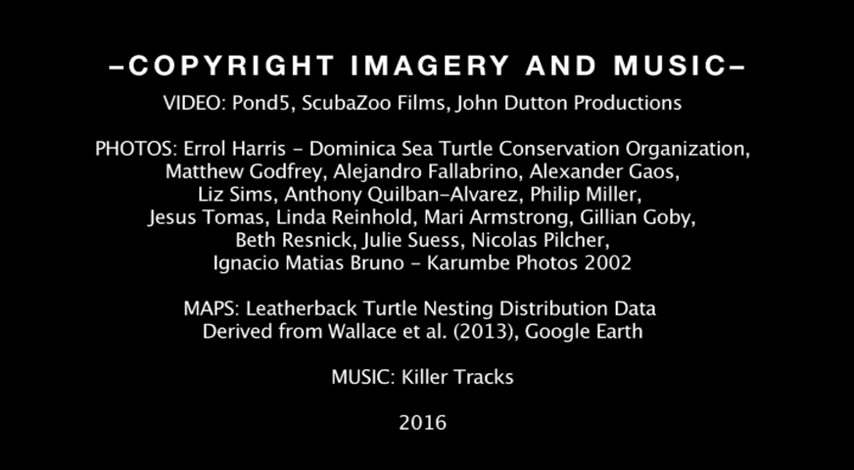 –COPYRIGHT IMAGERY AND MUSIC–
VIDEO: Pond5, ScubaZoo Films, John Dutton Productions
PHOTOS: Errol Harris – Dominica Sea Turtle Conservation Organization,
Matthew Godfrey, Alejandro Fallabrino, Alexander Gaos,
Liz Sims, Anthony Quilban–Alvarez, Philip Miller,
Jesus Tomas, Linda Reinhold, Mari Armstrong, Gillian Goby,
Beth Resnick, Julie Suess, Nicolas Pilcher,
Ignacio Matias Bruno – Karumbe Photos 2002
MAPS: Leatherback Turtle Nesting Distribution Data
Derived from Wallace et al. (2013), Google Earth
MUSIC: Killer Tracks
2016